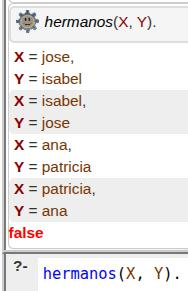 hermanos(X, Y).
X = jose,
Y = isabel
X = isabel,
Y = jose
X = ana,
Y = patricia
X = patricia,
Y = ana
false
?- hermanos(X, Y).